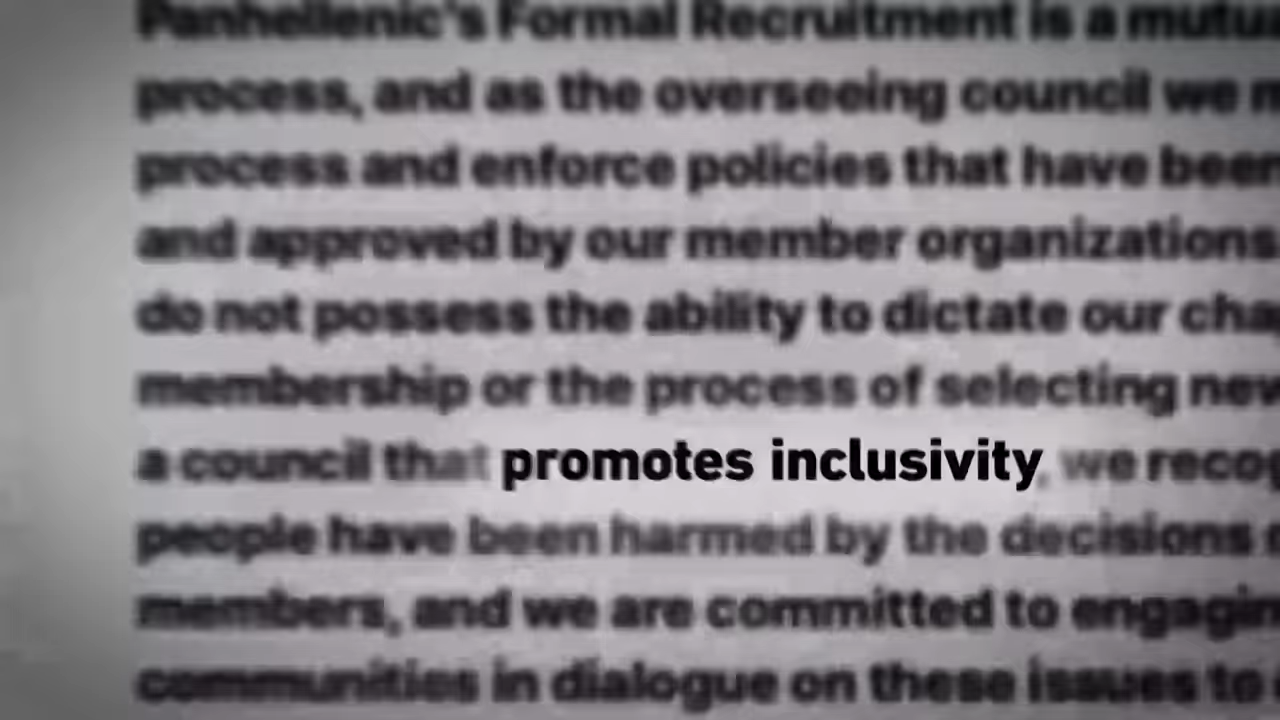 Panhellenic's Formal Recruitment is a
process, and as the overseeing council we
process and enforce policies that have been
and approved by our member organizations
do not possess the ability to dictate our
membership or the process of selecting
a council that promotes inclusivity, we
people have been harmed by the decisions
members, and we are committed to
communities in dialogue on these issues to